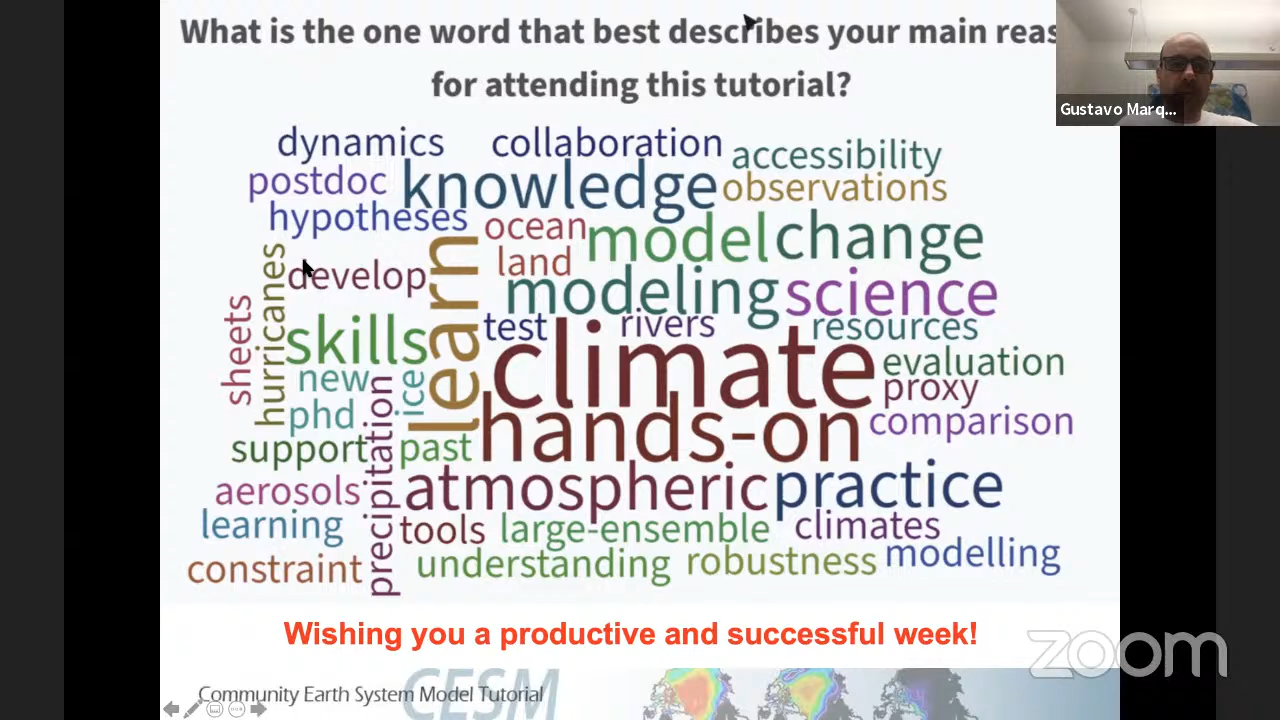 What is the one word that best describes your main reas
for attending this tutorial?
Gustavo Marq...
dynamics
collaboration
accessibility
postdoc
knowledge
observations
hypotheses
ocean
model
change
hurricanes
develop
learn
land
modeling
science
sheets
skills
test
rivers
resources
climate
evaluation
new
ice
proxy
phd
precipitation
hands-on
comparison
support
past
aerosols
atmospheric
practice
learning
tools
large-ensemble
climates
constraint
understanding
robustness
modelling
Wishing you a productive and successful week!
zoom
CESM
Community Earth System Model Tutorial